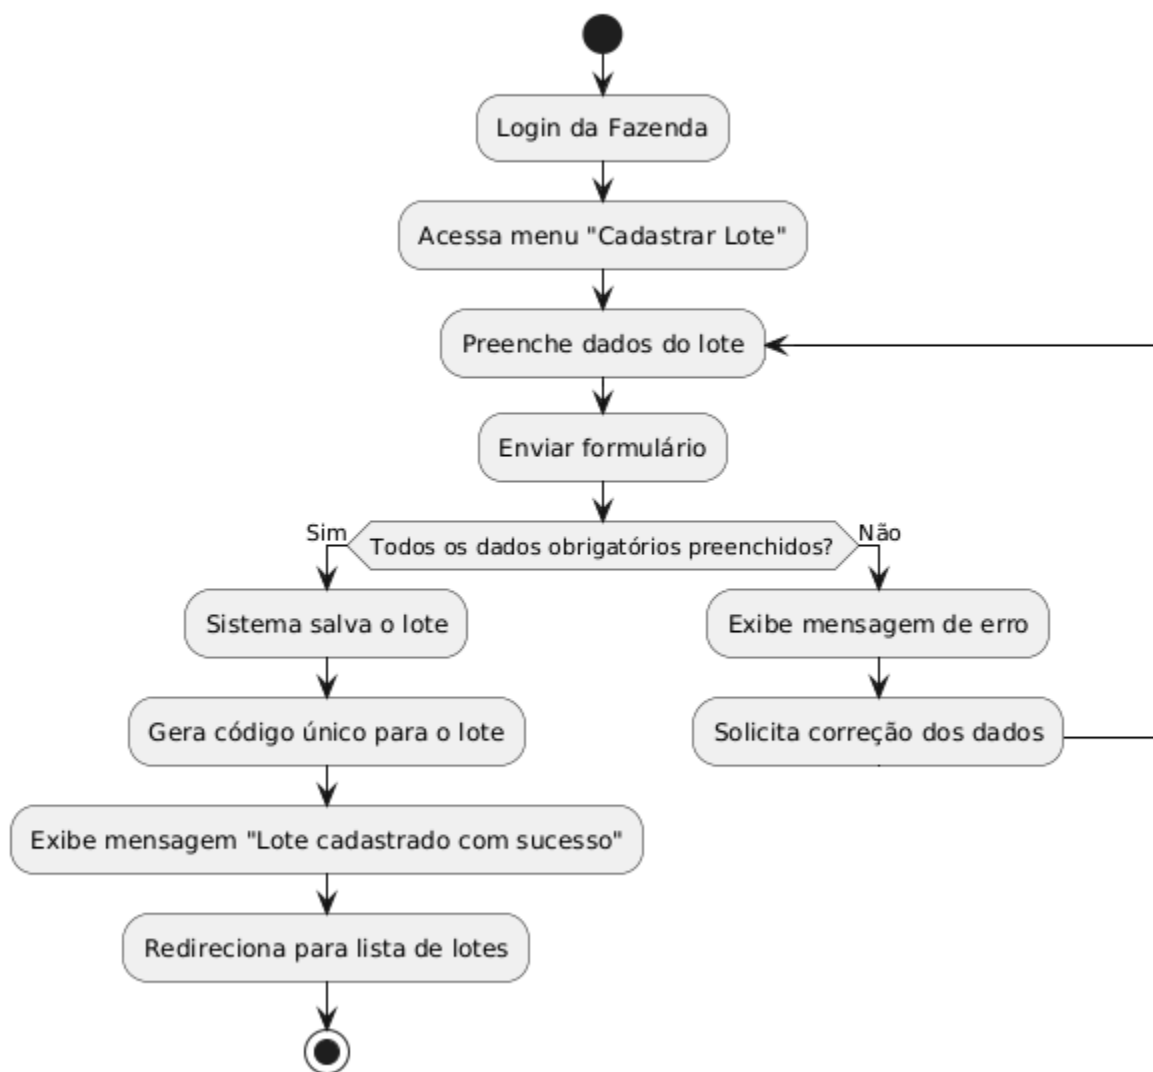 Login da Fazenda
Acessa menu "Cadastrar Lote"
Preenche dados do lote
Enviar formulário
Sim
Todos os dados obrigatórios preenchidos?
Não
Sistema salva o lote
Exibe mensagem de erro
Gera código único para o lote
Solicita correção dos dados
Exibe mensagem "Lote cadastrado com sucesso"
Redireciona para lista de lotes